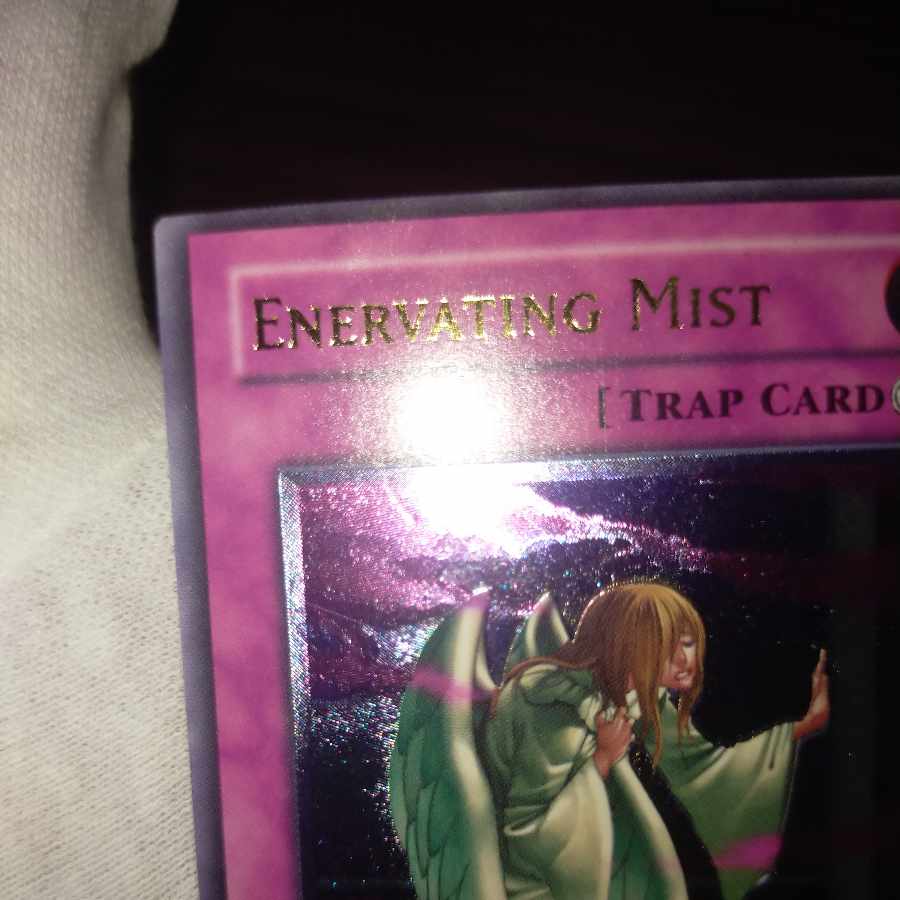 ENERVATING MIST
[ TRAP CARD